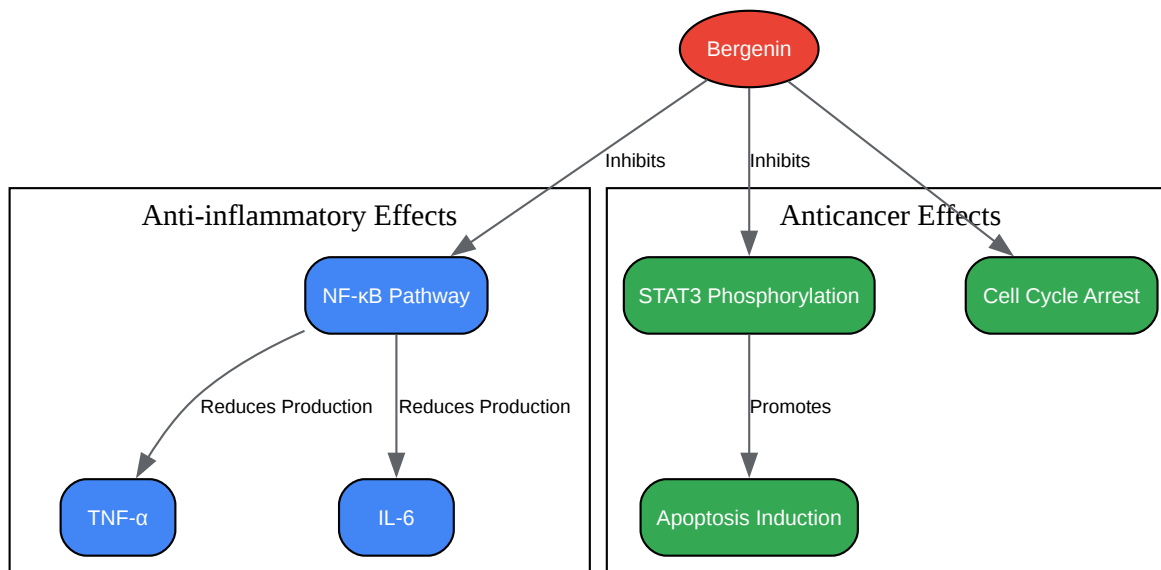 Bergenin
Inhibits
Inhibits
Anti-inflammatory Effects
Anticancer Effects
NF-κB Pathway
STAT3 Phosphorylation
Cell Cycle Arrest
Reduces Production
Reduces Production
Promotes
TNF-α
IL-6
Apoptosis Induction